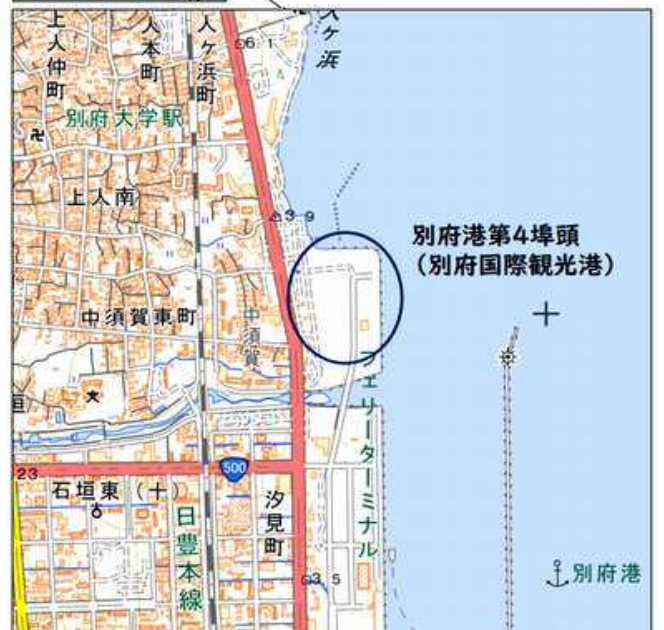 上人仲町
人本町
人ケ浜町
人ケ浜
6 1
別府大学駅
上人南
3 9
別府港第4埠頭
（別府国際観光港）
中須賀東町
中須賀
フェリーターミナル
垣
500
23
石垣東（十）
汐見町
日豊本線
3 5
別府港